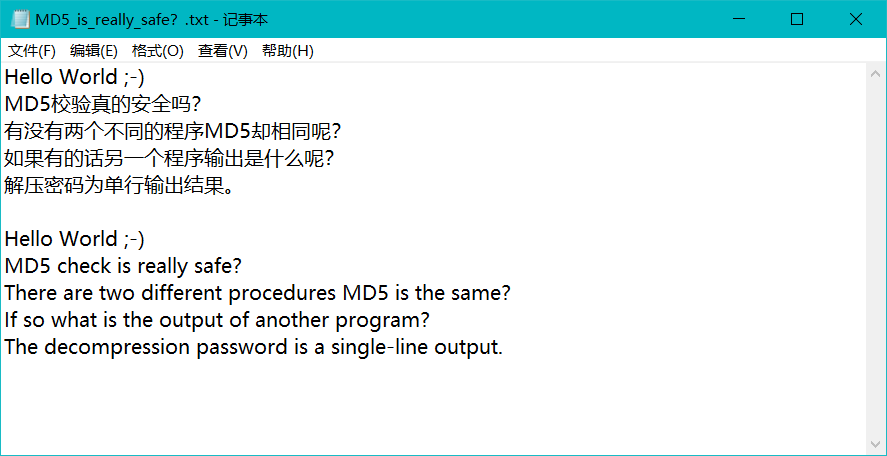 MD5_is_really_safe？.txt - 记事本
文件(F) 编辑(E) 格式(O) 查看(V) 帮助(H)
Hello World ;-)
MD5校验真的安全吗？
有没有两个不同的程序MD5却相同呢？
如果有的话另一个程序输出是什么呢？
解压密码为单行输出结果。

Hello World ;-)
MD5 check is really safe?
There are two different procedures MD5 is the same?
If so what is the output of another program?
The decompression password is a single-line output.